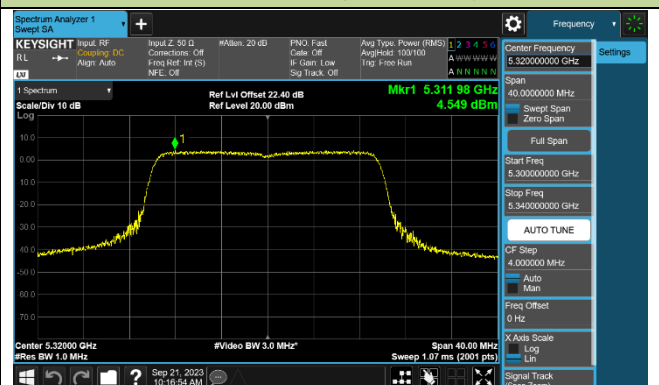 Spectrum Analyzer 1
Swept SA
Frequency
KEYSIGHT
RL
LXI
Input: RF
Coupling: DC
Align: Auto
Input Z: 50 Ω
Corrections: Off
Freq Ref: Int (S)
NFE: Off
#Atten: 20 dB
PNO: Fast
Gate: Off
IF Gain: Low
Sig Track: Off
Avg Type: Power (RMS)
Avg|Hold: 100/100
Trig: Free Run
1 2 3 4 5 6
A W W W W W
A N N N N N
Center Frequency
5.320000000 GHz
Settings
Span
40.0000000 MHz
Swept Span
Zero Span
Full Span
Start Freq
5.300000000 GHz
Stop Freq
5.340000000 GHz
AUTO TUNE
CF Step
4.000000 MHz
Auto
Man
Freq Offset
0 Hz
X Axis Scale
Log
Lin
Signal Track
(Span Zoom)
1 Spectrum
Scale/Div 10 dB
Log
Ref Lvl Offset 22.40 dB
Ref Level 20.00 dBm
Mkr1 5.311 98 GHz
4.549 dBm
1
10.0
0.00
-10.0
-20.0
-30.0
-40.0
-50.0
-60.0
-70.0
Center 5.32000 GHz
#Res BW 1.0 MHz
#Video BW 3.0 MHz*
Span 40.00 MHz
Sweep 1.07 ms (2001 pts)
?
Sep 21, 2023
10:16:54 AM